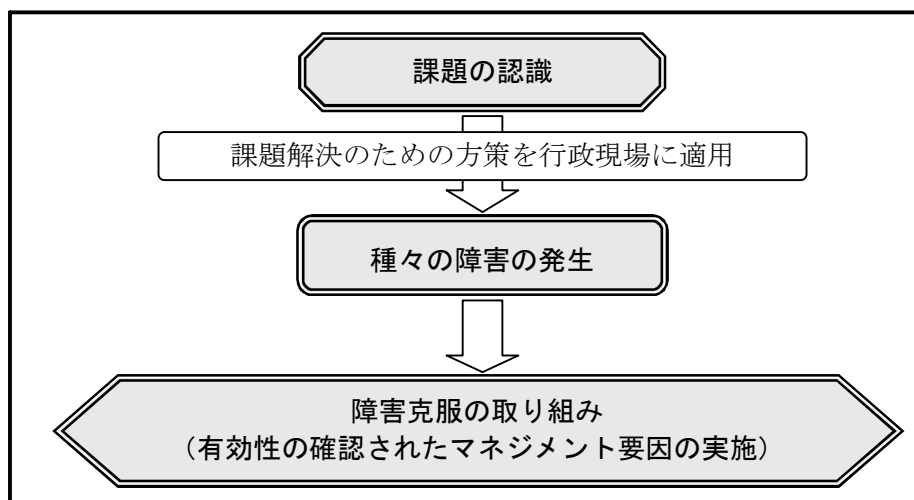 課題の認識
課題解決のための方策を行政現場に適用
種々の障害の発生
障害克服の取り組み
（有効性の確認されたマネジメント要因の実施）